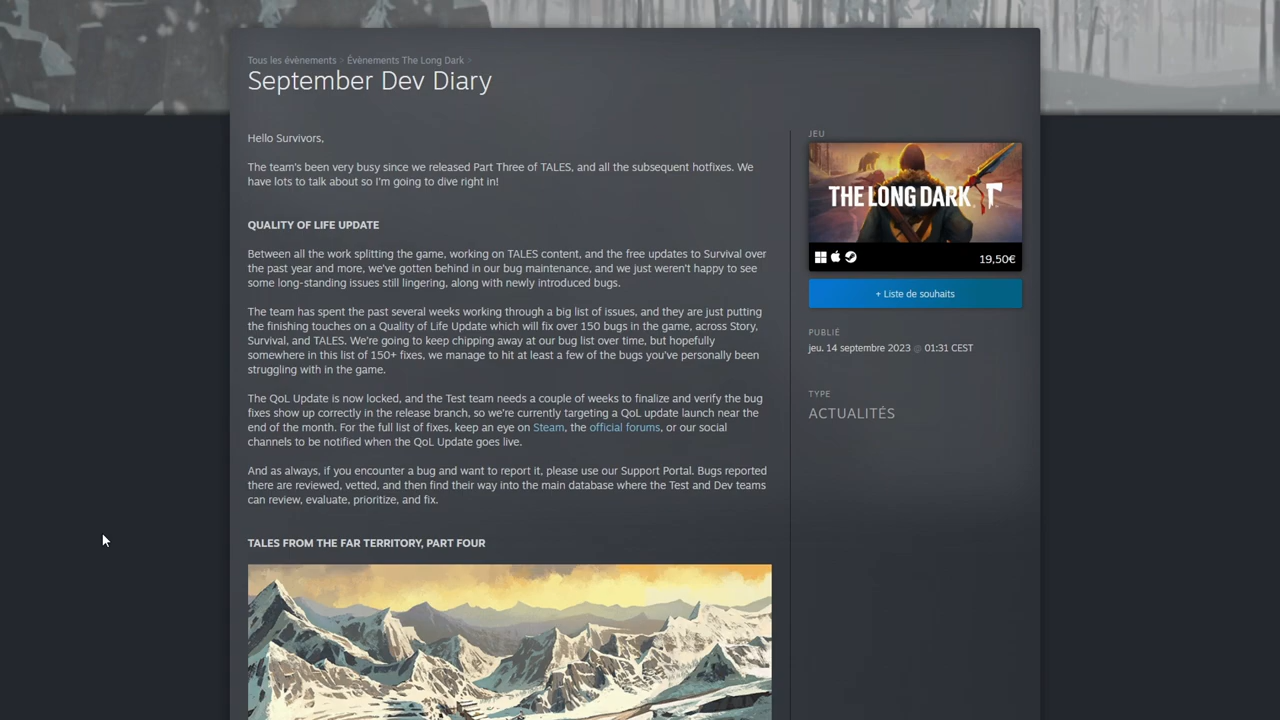 Tous les évènements > Évènements The Long Dark >
September Dev Diary
Hello Survivors,
The team's been very busy since we released Part Three of TALES, and all the subsequent hotfixes. We
have lots to talk about so I'm going to dive right in!
QUALITY OF LIFE UPDATE
Between all the work splitting the game, working on TALES content, and the free updates to Survival over
the past year and more, we've gotten behind in our bug maintenance, and we just weren't happy to see
some long-standing issues still lingering, along with newly introduced bugs.
The team has spent the past several weeks working through a big list of issues, and they are just putting
the finishing touches on a Quality of Life Update which will fix over 150 bugs in the game, across Story,
Survival, and TALES. We're going to keep chipping away at our bug list over time, but hopefully
somewhere in this list of 150+ fixes, we manage to hit at least a few of the bugs you've personally been
struggling with in the game.
The QoL Update is now locked, and the Test team needs a couple of weeks to finalize and verify the bug
fixes show up correctly in the release branch, so we're currently targeting a QoL update launch near the
end of the month. For the full list of fixes, keep an eye on Steam, the official forums, or our social
channels to be notified when the QoL Update goes live.
And as always, if you encounter a bug and want to report it, please use our Support Portal. Bugs reported
there are reviewed, vetted, and then find their way into the main database where the Test and Dev teams
can review, evaluate, prioritize, and fix.
TALES FROM THE FAR TERRITORY, PART FOUR
JEU
THE LONG DARK
19,50€
+ Liste de souhaits
PUBLIÉ
jeu. 14 septembre 2023 @ 01:31 CEST
TYPE
ACTUALITÉS